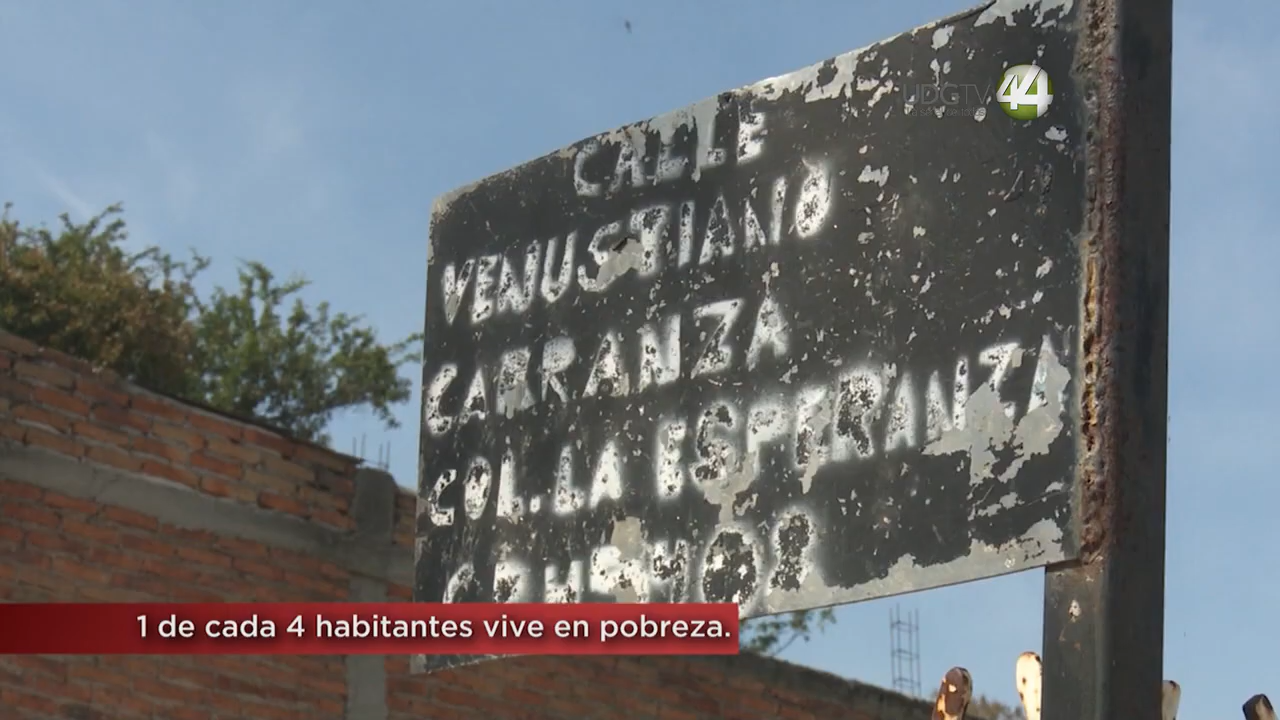 UDGTV 44
CALLE
VENUSTIANO
CARRANZA
COL. LA ESPERANZA
1 de cada 4 habitantes vive en pobreza.